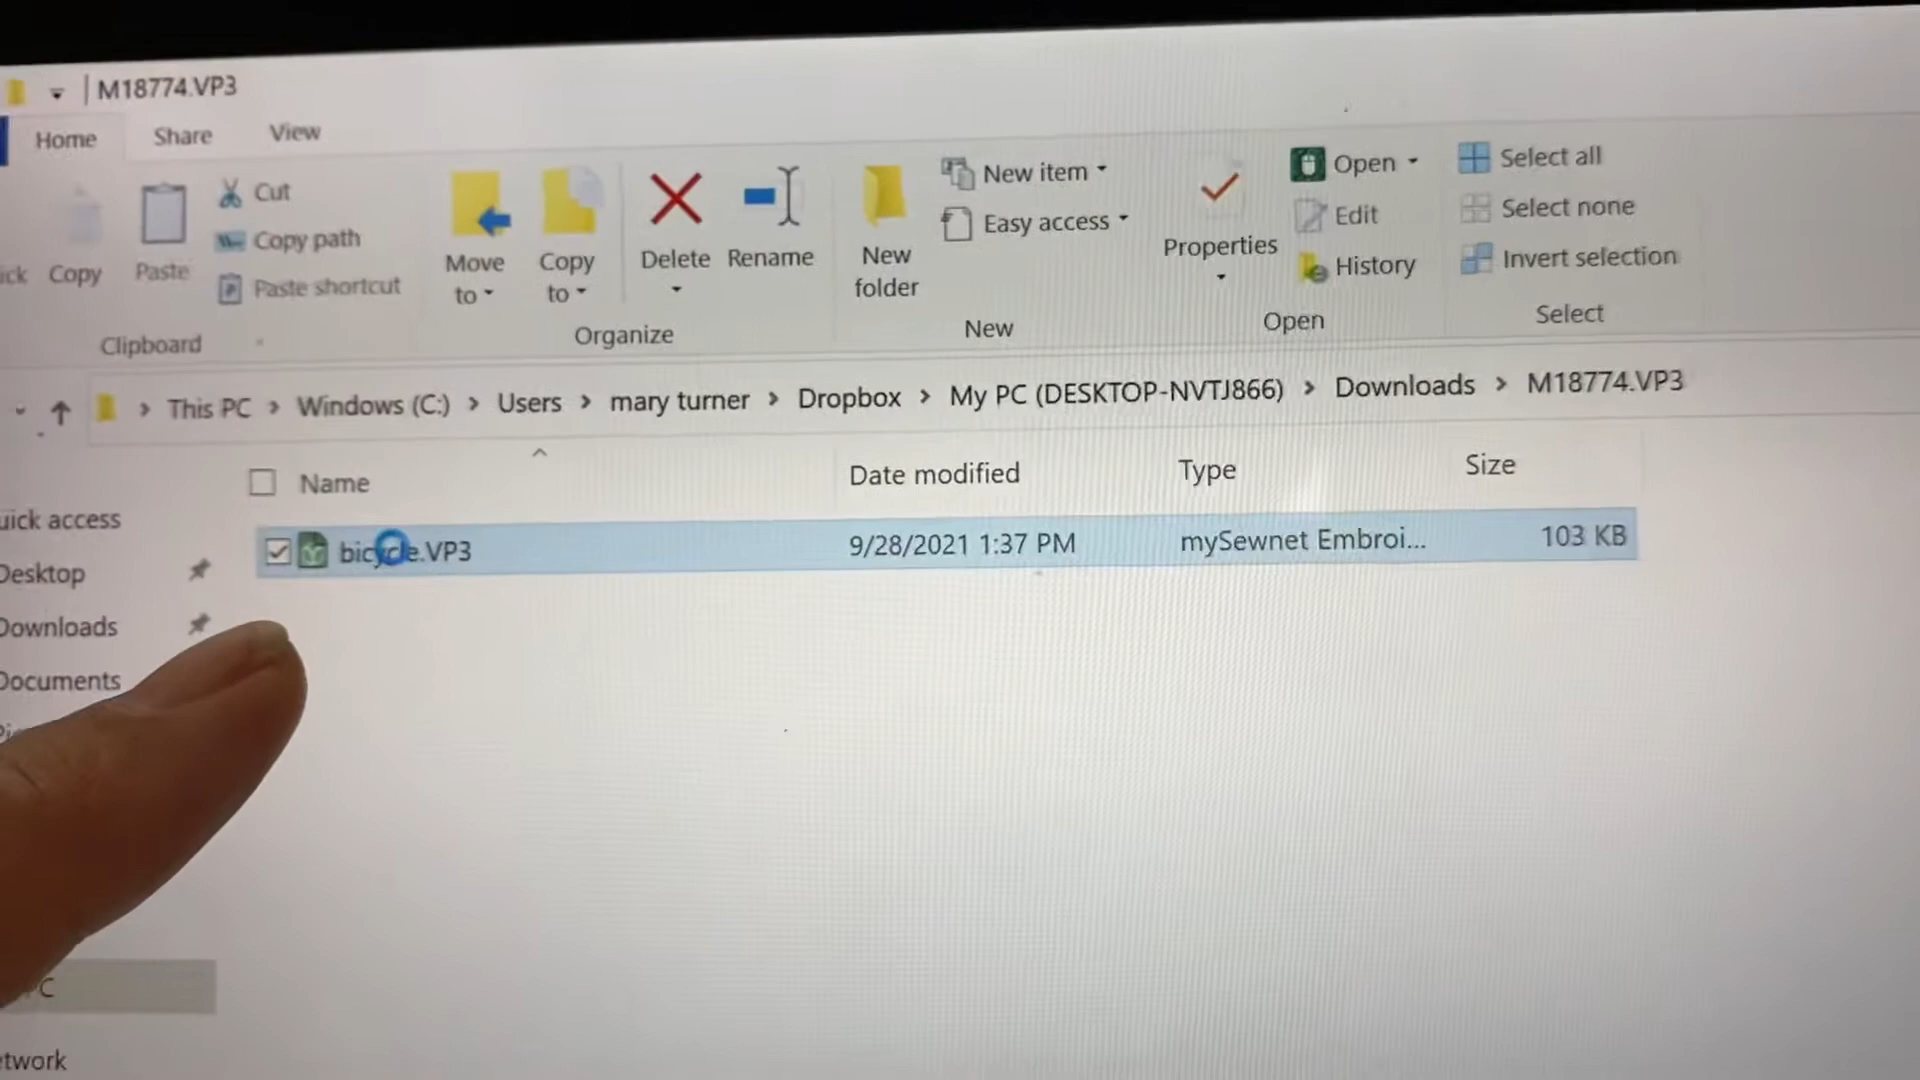 M18774.VP3
Home Share View
Cut
Copy path
Paste shortcut
Copy
Paste
Clipboard
Move to
Copy to
Delete
Rename
Organize
New folder
New item
Easy access
New
Properties
Open
Edit
History
Open
Select all
Select none
Invert selection
Select
This PC > Windows (C:) > Users > mary turner > Dropbox > My PC (DESKTOP-NVTJ866) > Downloads > M18774.VP3
Name Date modified Type Size
bicycle.VP3 9/28/2021 1:37 PM mySewnet Embroi... 103 KB
uick access
Desktop
Downloads
Documents
etwork